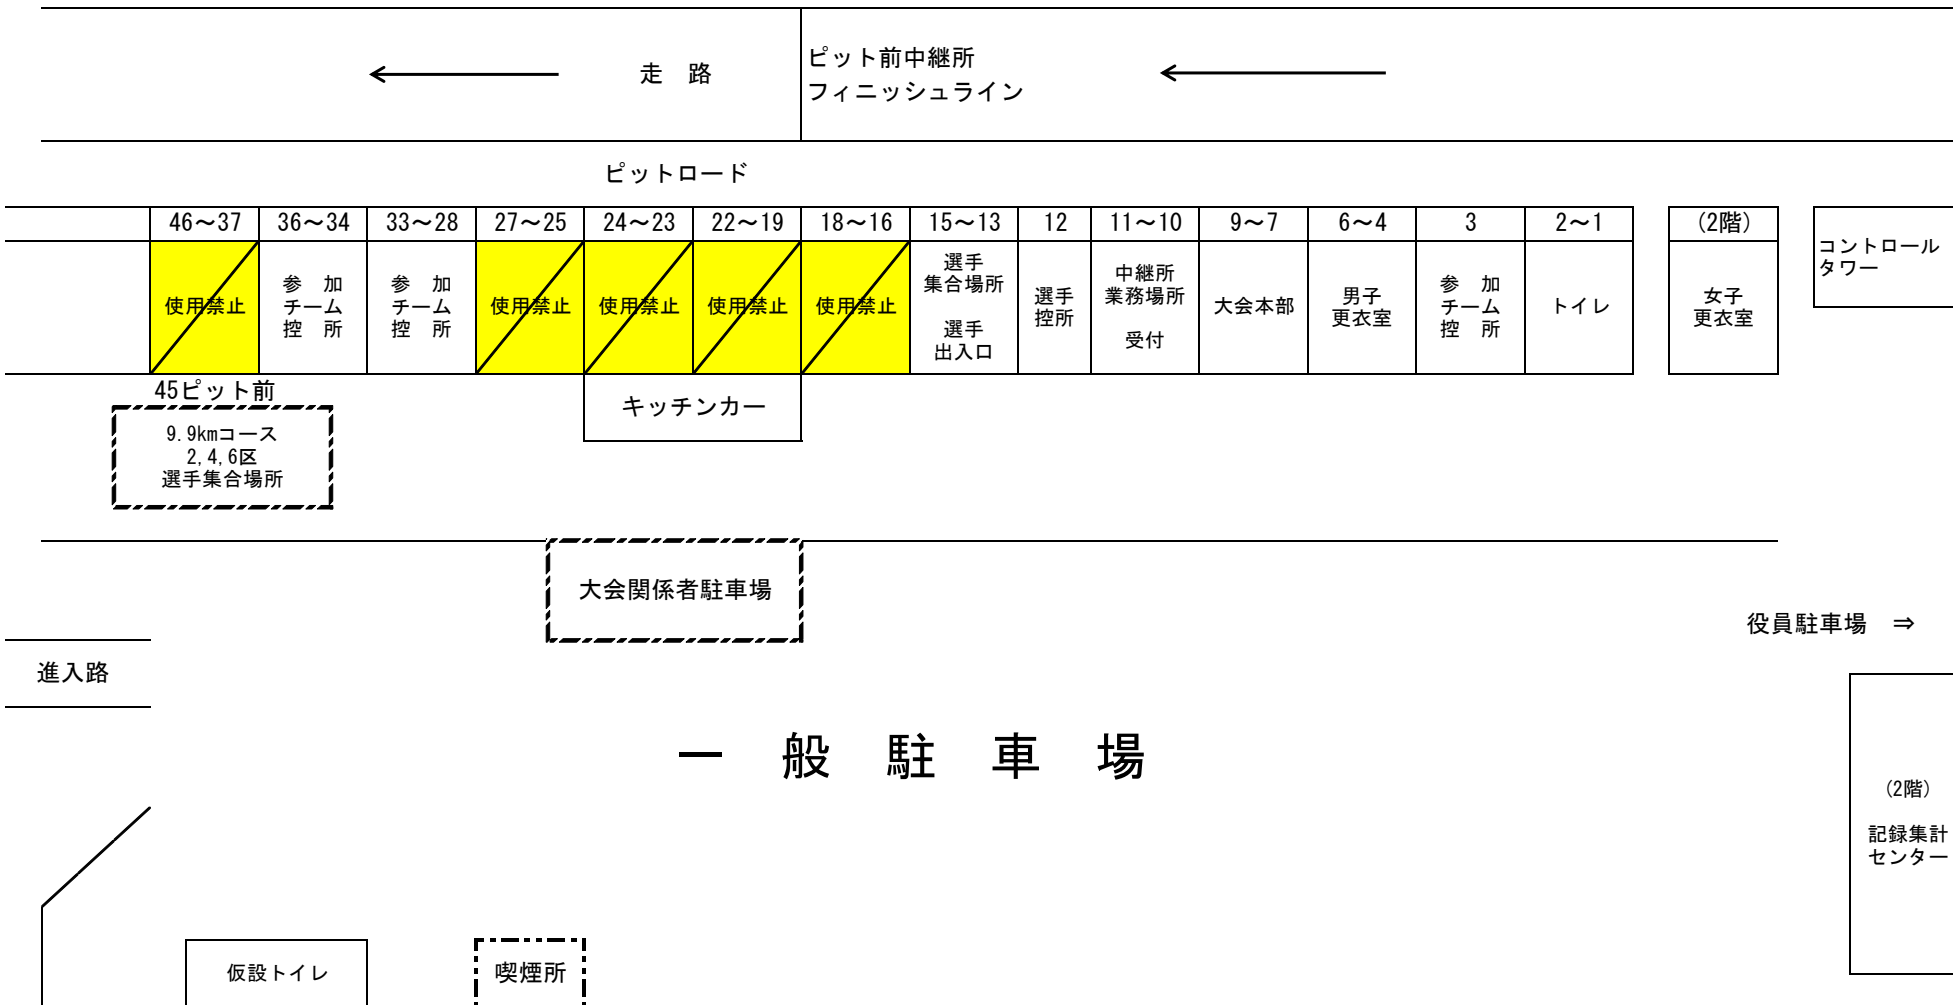 ピット前中継所
走　路
フィニッシュライン
ピットロード
46～37 36～34 33～28 27～25 24～23 22～19 18～16 15～13 12 11～10 9～7 6～4 3 2～1 (2階)
コントロール
タワー
使用禁止
参　加
チーム
控　所
参　加
チーム
控　所
使用禁止
使用禁止
使用禁止
使用禁止
選手
集合場所
選手
出入口
選手
控所
中継所
業務場所
受付
大会本部
男子
更衣室
参　加
チーム
控　所
トイレ
女子
更衣室
45ピット前
キッチンカー
9.9kmコース
2,4,6区
選手集合場所
大会関係者駐車場
役員駐車場　⇒
進入路
一　般　駐　車　場
(2階)
記録集計
センター
仮設トイレ
喫煙所